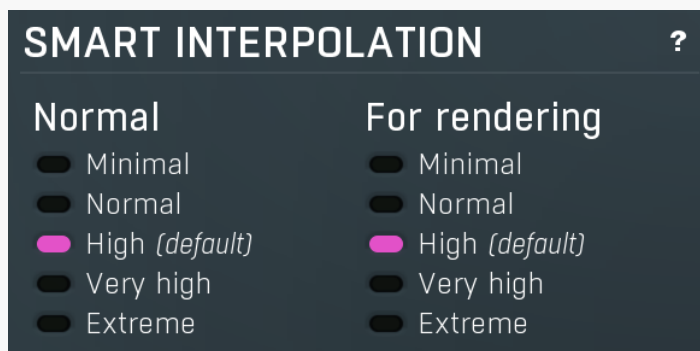 SMART INTERPOLATION ?
Normal
Minimal
Normal
High (default)
Very high
Extreme
For rendering
Minimal
Normal
High (default)
Very high
Extreme